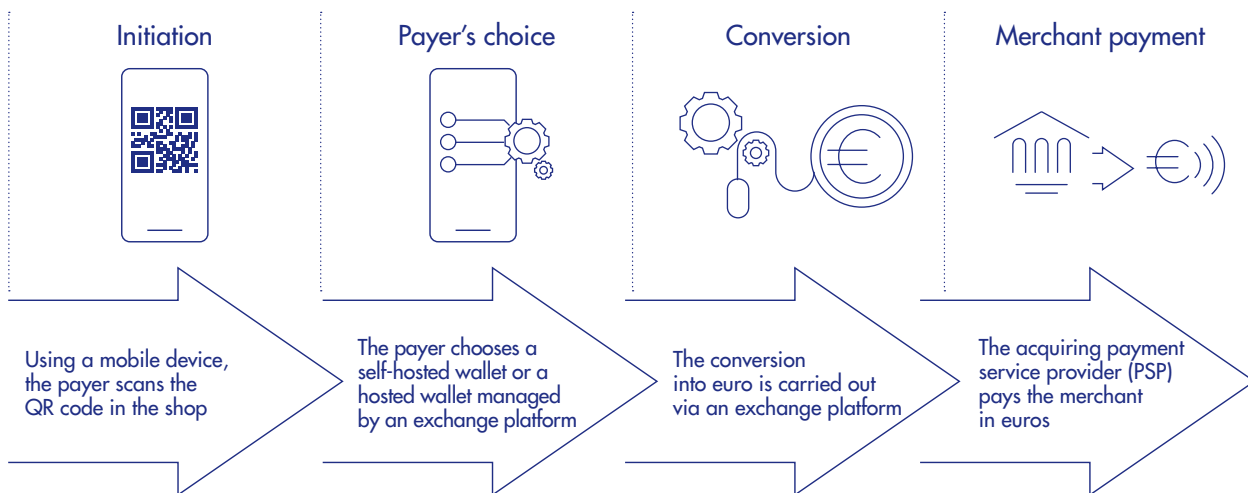 Initiation
Payer's choice
Conversion
Merchant payment
Using a mobile device,
the payer scans the
QR code in the shop
The payer chooses a
self-hosted wallet or a
hosted wallet managed
by an exchange platform
The conversion
into euro is carried out
via an exchange platform
The acquiring payment
service provider (PSP)
pays the merchant
in euros